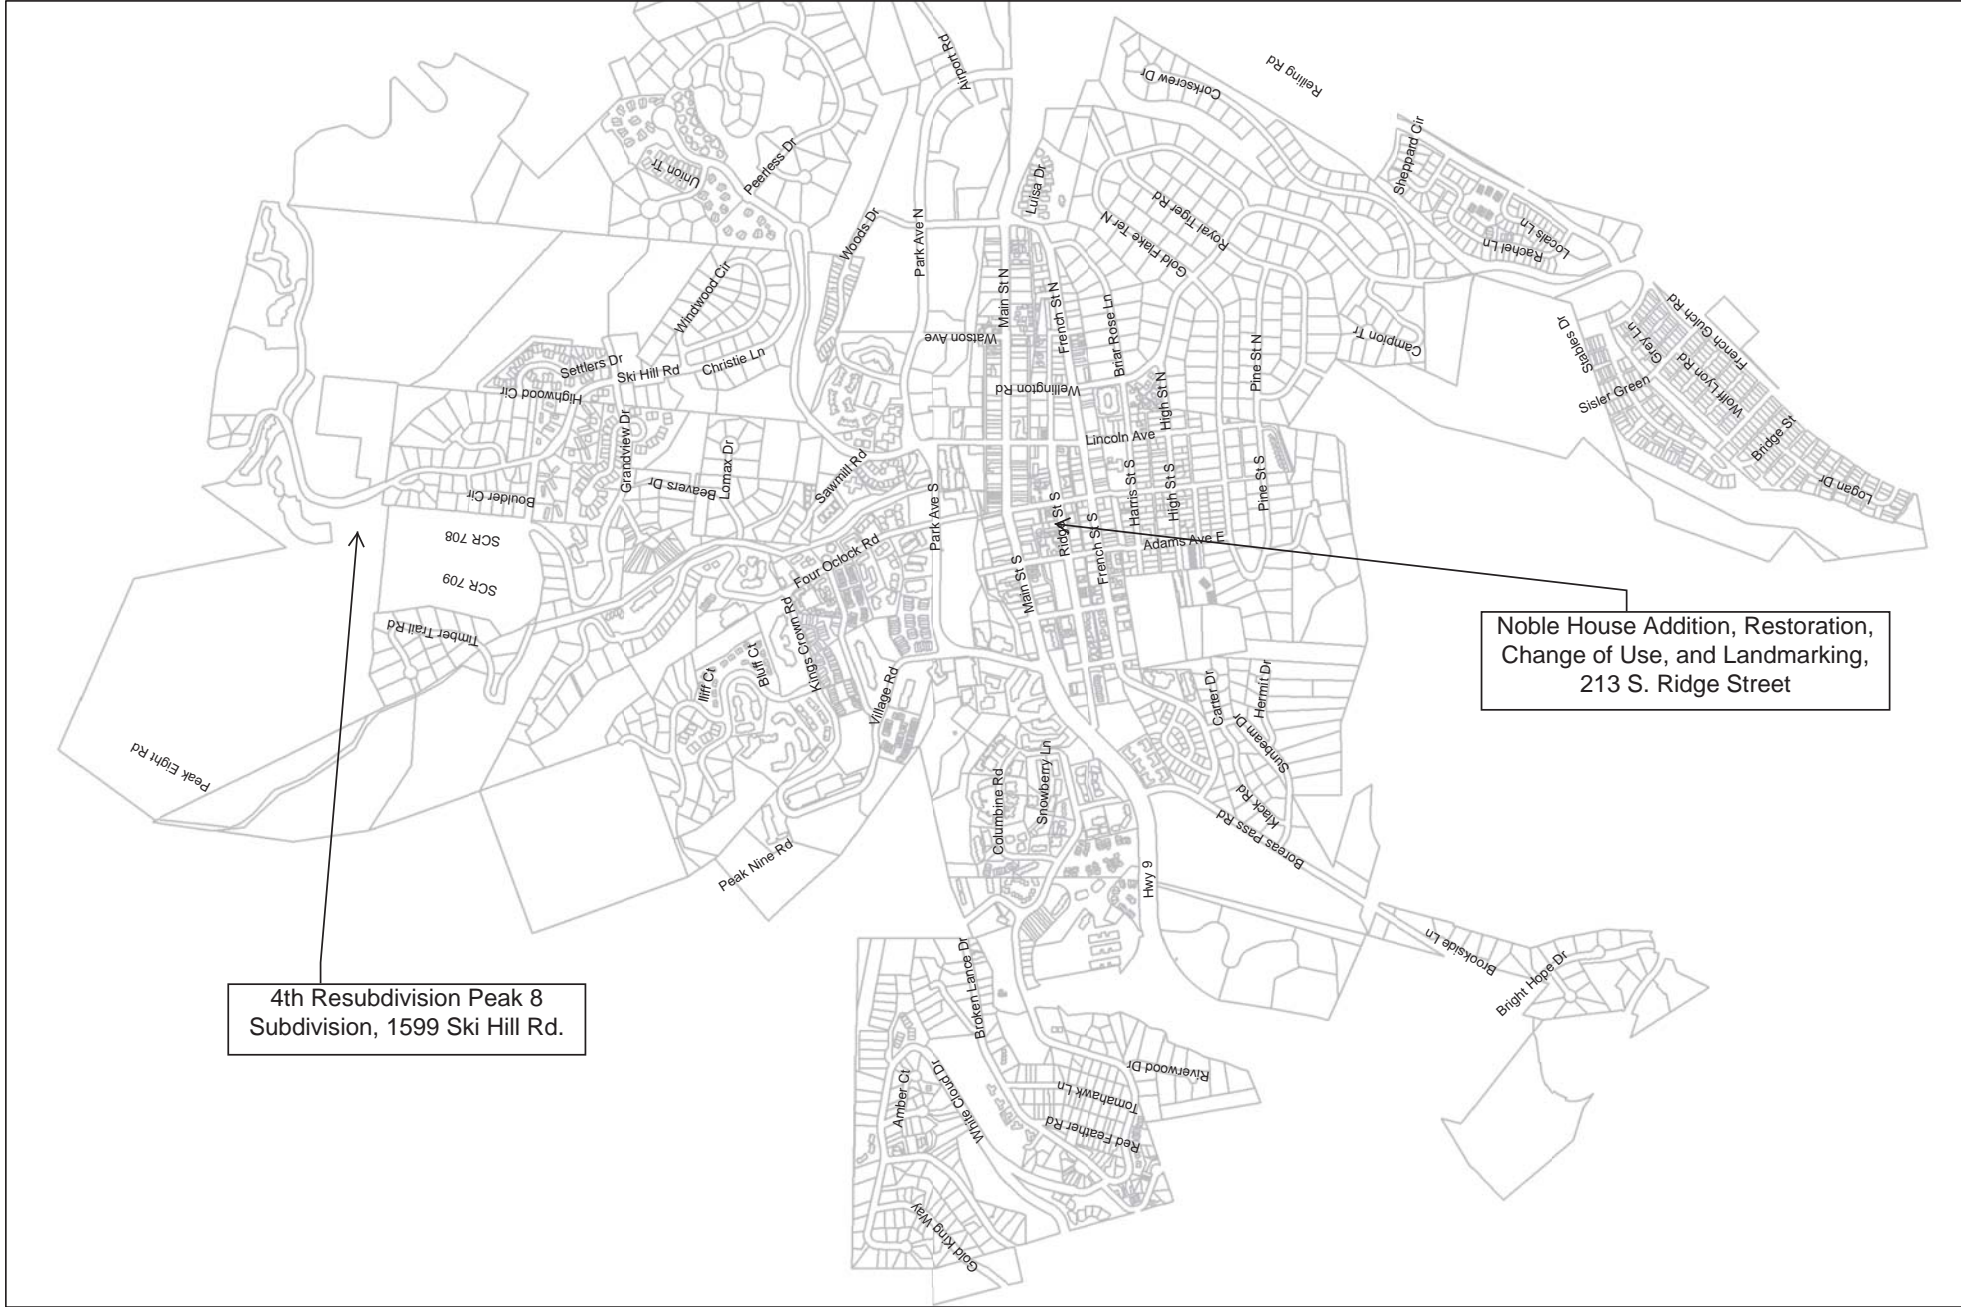 Airport Rd
Corkscrew Dr
Reiling Rd
Sheppard Cir
Union Tr
Peerless Dr
Luisa Dr
Woods Dr
Park Ave N
Gold Flake Ter N
Royal Tiger Rd
Locals Ln
Rachel Ln
Windwood Cir
Main St N
French St N
Watson Ave
Briar Rose Ln
Campion Tr
Stables Dr
Grey Ln
French Gulch Rd
Settlers Dr
Ski Hill Rd
Christie Ln
Highwood Cir
Wellington Rd
High St N
Pine St N
Sisler Green
Wolff Lyon Rd
Grandview Dr
Lincoln Ave
Bridge St
Lomax Dr
Beavers Dr
Sawmill Rd
Boulder Cir
Park Ave S
Ridge St S
Harris St S
High St S
Pine St S
Logan Dr
SCR 708
SCR 709
Four Oclock Rd
Main St S
French St S
Adams Ave E
Timber Trail Rd
Kings Crown Rd
Bluff Ct
Iliff Ct
Village Rd
Carter Dr
Hermit Dr
Sunbeam Dr
Noble House Addition, Restoration,
Change of Use, and Landmarking,
213 S. Ridge Street
Peak Eight Rd
Columbine Rd
Snowberry Ln
Klack Rd
Boreas Pass Rd
Peak Nine Rd
Hwy 9
Brookside Ln
Bright Hope Dr
Broken Lance Dr
4th Resubdivision Peak 8
Subdivision, 1599 Ski Hill Rd.
Amber Ct
White Cloud Dr
Riverwood Dr
Tomahawk Ln
Red Feather Rd
Gold King Way